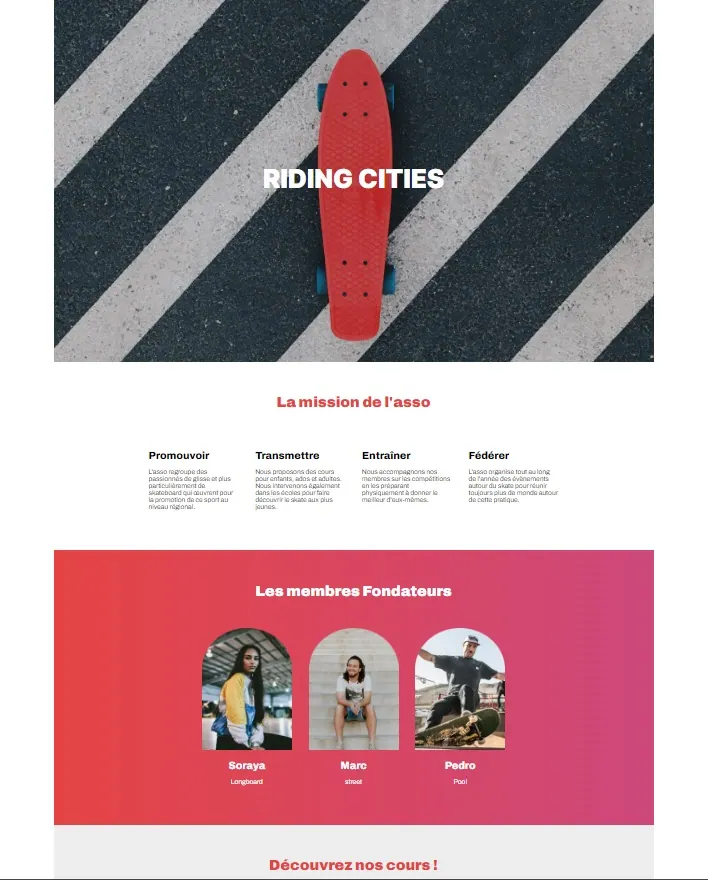 RIDING CITIES
La mission de l'asso
Promouvoir
L'asso regroupe des
passionnés de glisse et plus
particulièrement de
skateboard qui œuvrent pour
la promotion de ce sport au
niveau régional.
Transmettre
Nous proposons des cours
pour enfants, ados et adultes.
Nous intervenons également
dans les écoles pour faire
découvrir le skate aux plus
jeunes.
Entraîner
Nous accompagnons nos
membres sur les compétitions
en les préparant
physiquement à donner le
meilleur d'eux-mêmes.
Fédérer
L'asso organise tout au long
de l'année des évènements
autour du skate pour réunir
toujours plus de monde autour
de cette pratique.
Les membres Fondateurs
Soraya
Longboard
Marc
street
Pedro
Pool
Découvrez nos cours !